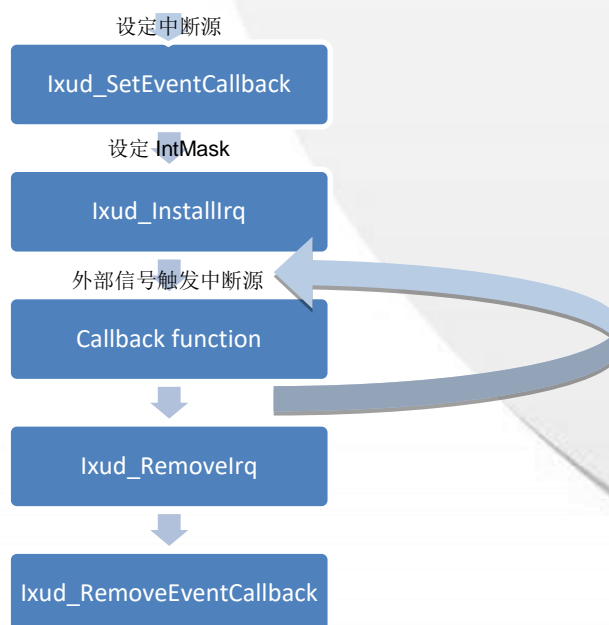 设定中断源
Ixud_SetEventCallback
设定 IntMask
Ixud_InstallIrq
外部信号触发中断源
Callback function
Ixud_RemoveIrq
Ixud_RemoveEventCallback